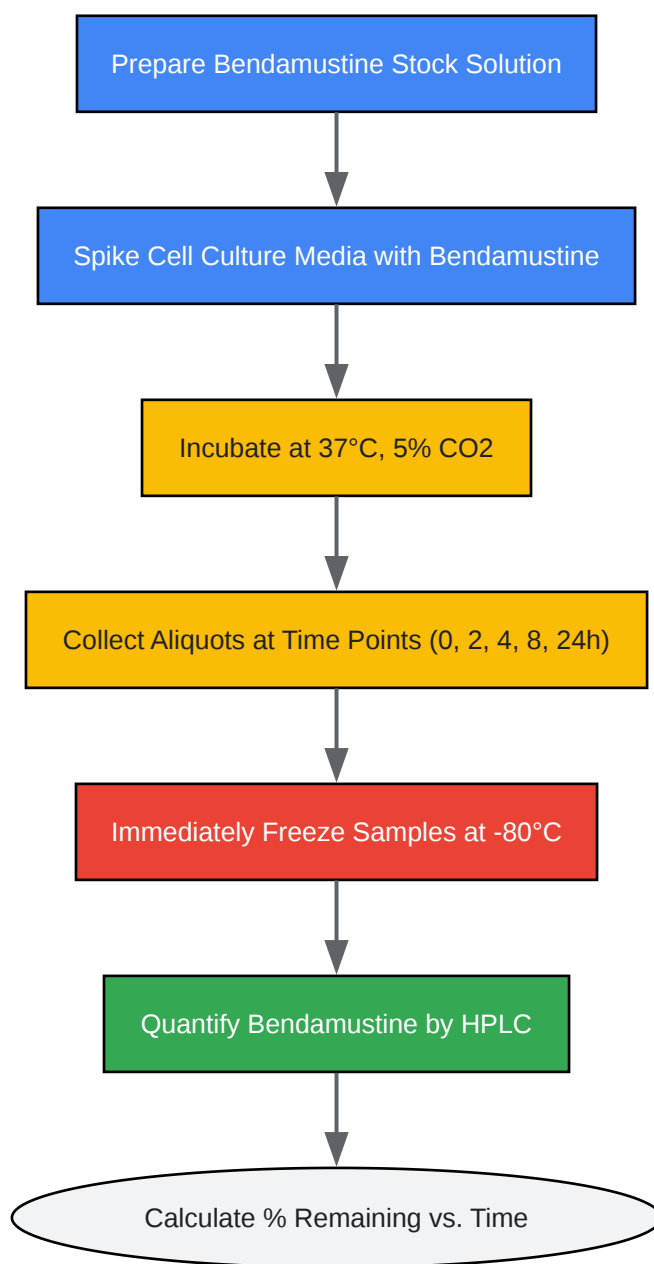 Prepare Bendamustine Stock Solution
Spike Cell Culture Media with Bendamustine
Incubate at 37°C, 5% CO2
Collect Aliquots at Time Points (0, 2, 4, 8, 24h)
Immediately Freeze Samples at -80°C
Quantify Bendamustine by HPLC
Calculate % Remaining vs. Time